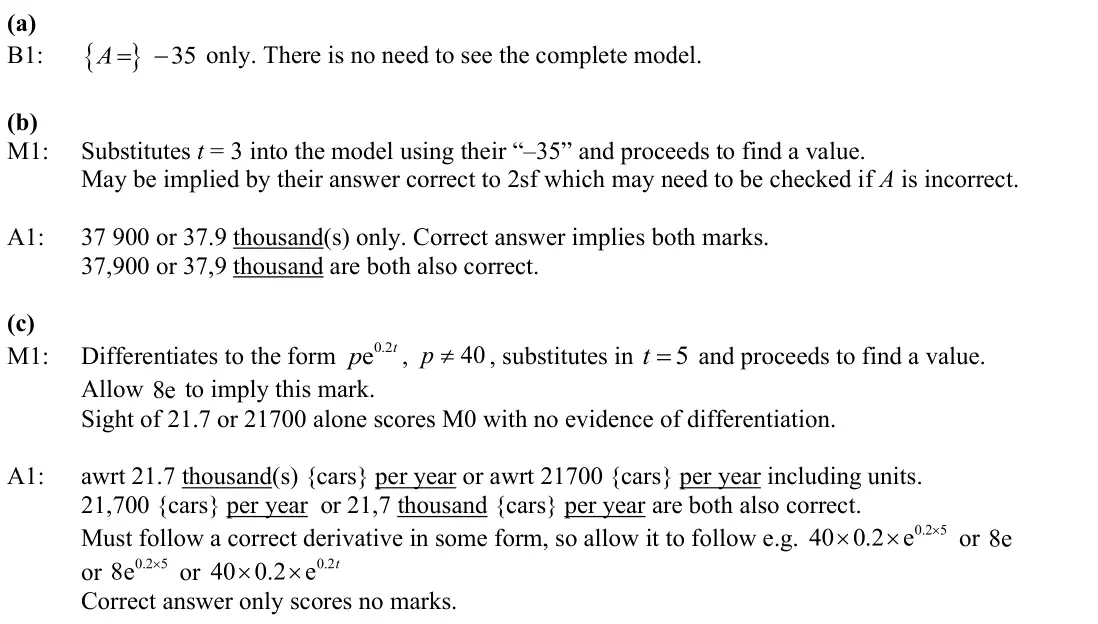 (a)
B1: {A =} −35 only. There is no need to see the complete model.
(b)
M1: Substitutes t = 3 into the model using their “–35” and proceeds to find a value.
May be implied by their answer correct to 2sf which may need to be checked if A is incorrect.
A1: 37 900 or 37.9 thousand(s) only. Correct answer implies both marks.
37,900 or 37,9 thousand are both also correct.
(c)
M1: Differentiates to the form pe^{0.2t}, p ≠ 40, substitutes in t = 5 and proceeds to find a value.
Allow 8e to imply this mark.
Sight of 21.7 or 21700 alone scores M0 with no evidence of differentiation.
A1: awrt 21.7 thousand(s) {cars} per year or awrt 21700 {cars} per year including units.
21,700 {cars} per year or 21,7 thousand {cars} per year are both also correct.
Must follow a correct derivative in some form, so allow it to follow e.g. 40×0.2×e^{0.2×5} or 8e
or 8e^{0.2×5} or 40×0.2×e^{0.2t}
Correct answer only scores no marks.